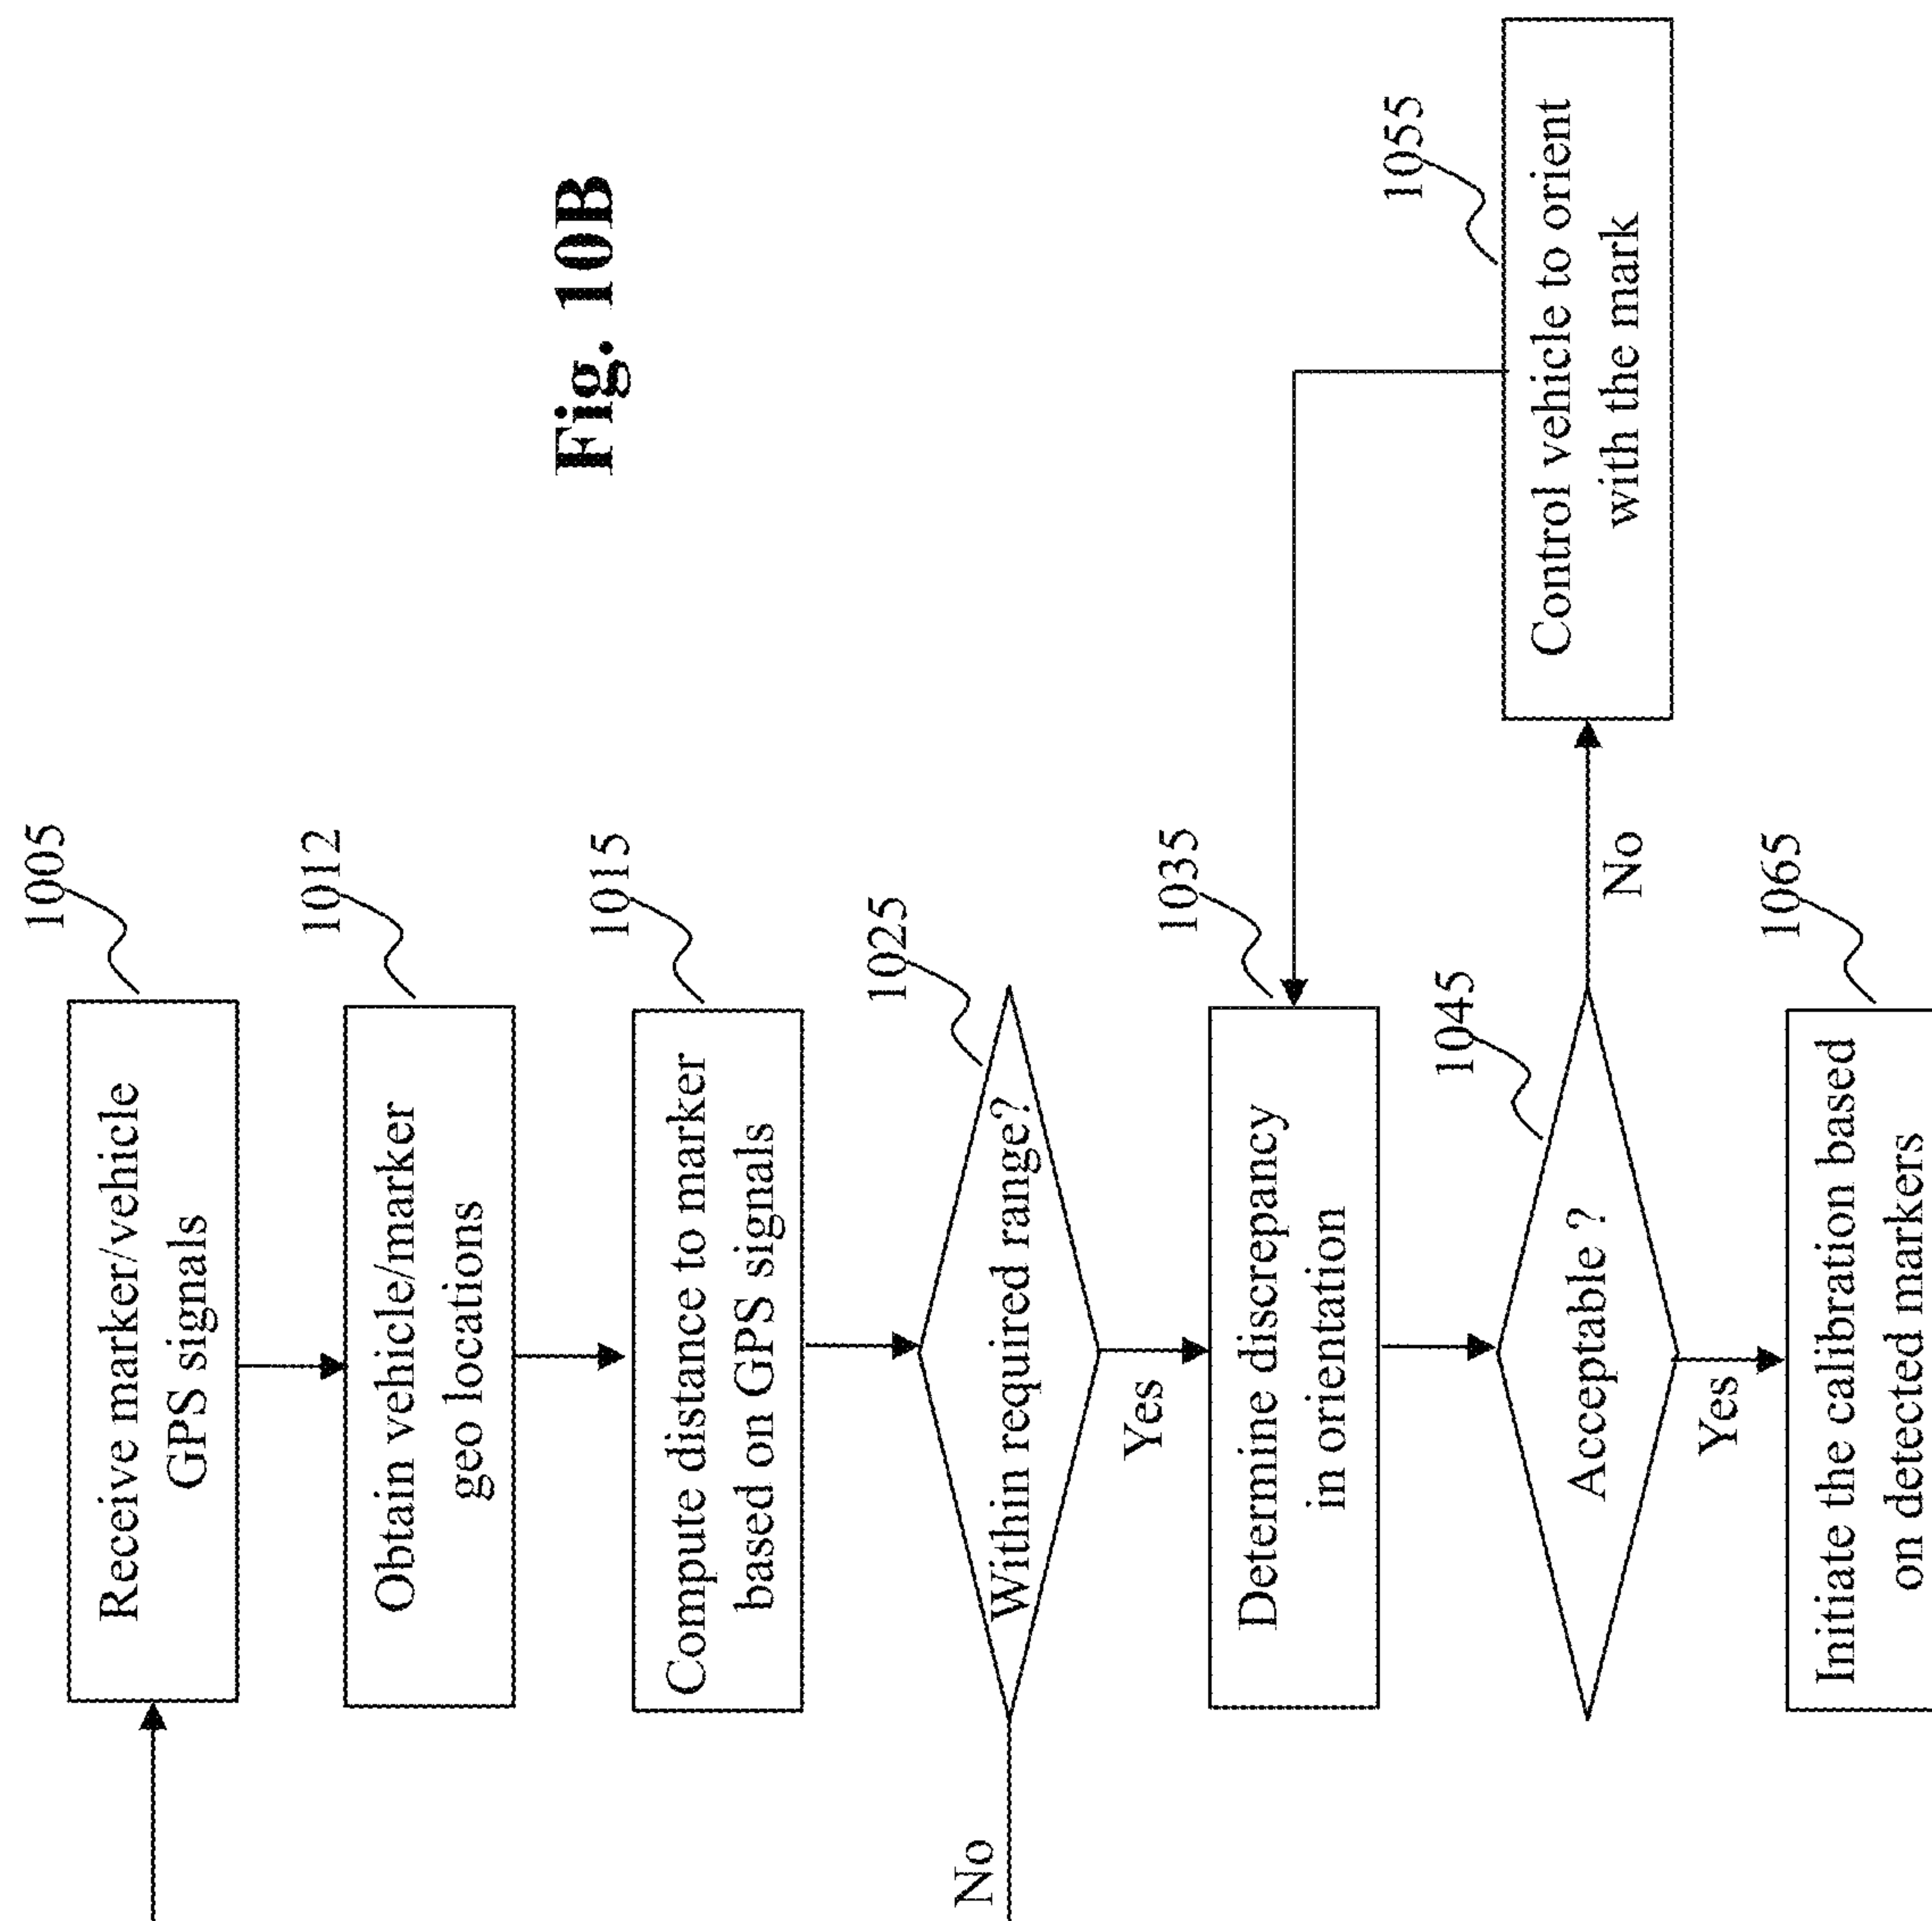 Fig. 10B
1005
Receive marker/vehicle
GPS signals
1012
Obtain vehicle/marker
geo locations
1015
Compute distance to marker
based on GPS signals
1025
Within required range?
No
Yes
1035
Determine discrepancy
in orientation
1045
Acceptable ?
No
1055
Control vehicle to orient
with the mark
Yes
1065
Initiate the calibration based
on detected markers